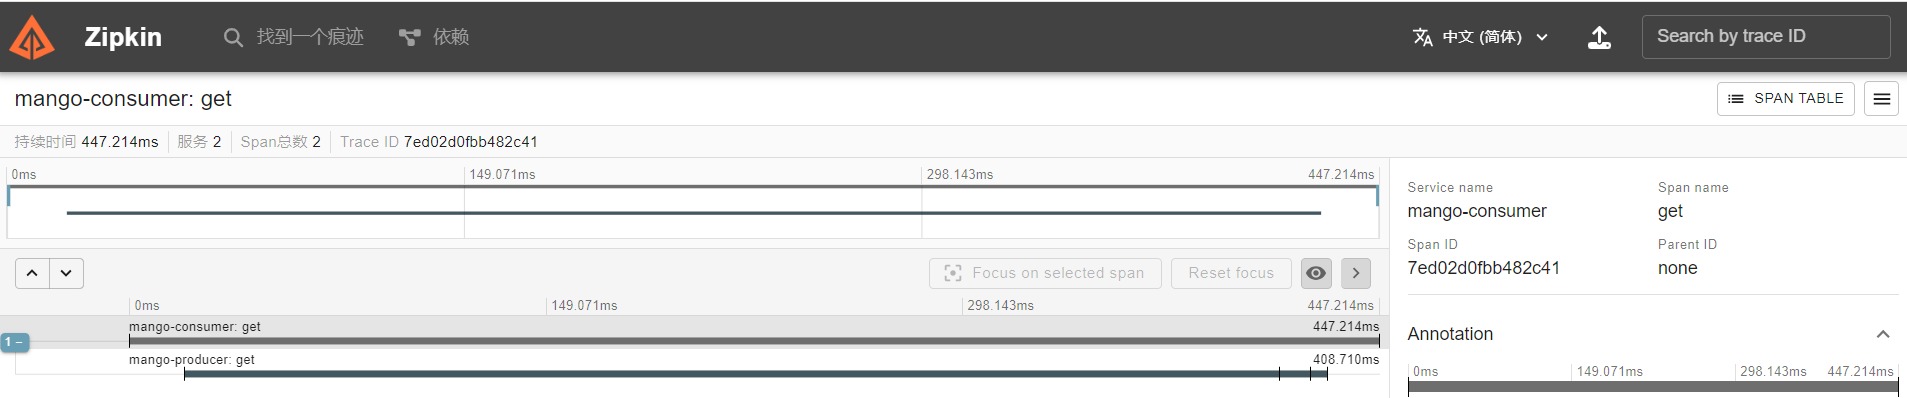 Zipkin 找到一个痕迹 依赖 中文 (简体) Search by trace ID
mango-consumer: get SPAN TABLE
持续时间 447.214ms 服务 2 Span总数 2 Trace ID 7ed02d0fbb482c41
0ms 149.071ms 298.143ms 447.214ms
Focus on selected span Reset focus
0ms 149.071ms 298.143ms 447.214ms
mango-consumer: get 447.214ms
1 −
mango-producer: get 408.710ms
Service name Span name
mango-consumer get
Span ID Parent ID
7ed02d0fbb482c41 none
Annotation
0ms 149.071ms 298.143ms 447.214ms